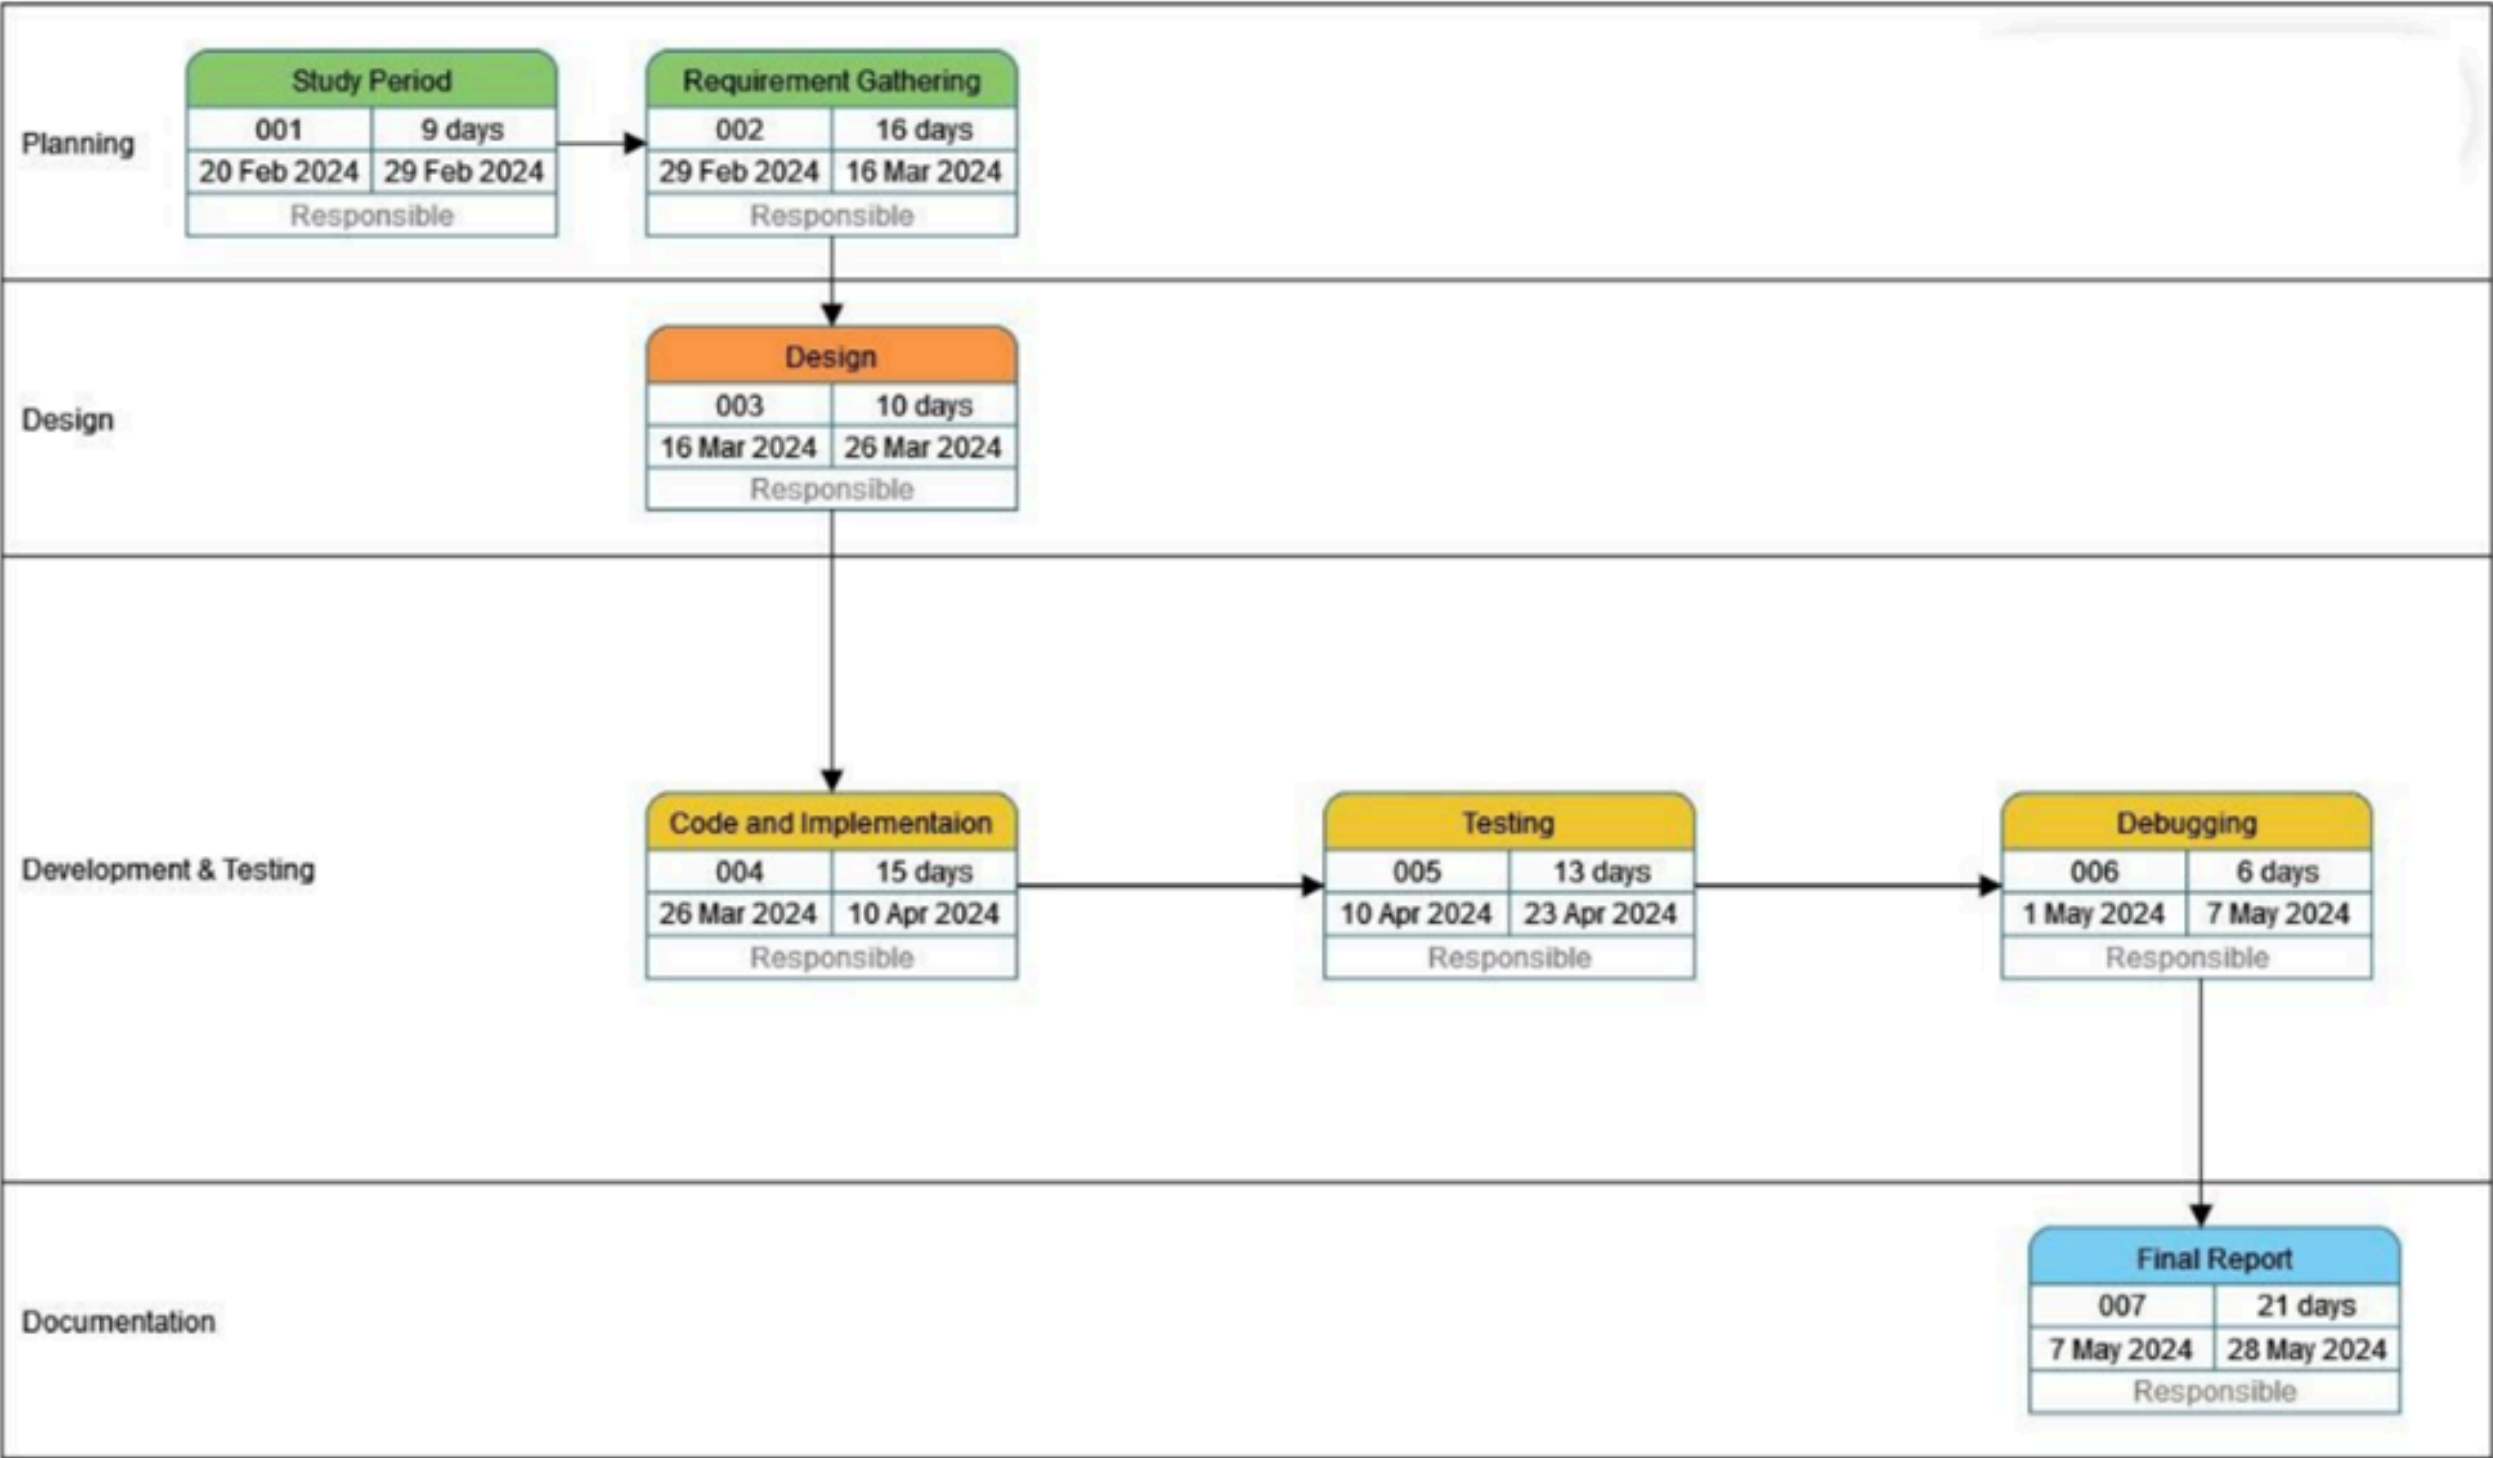 Planning
Study Period
001 9 days
20 Feb 2024 29 Feb 2024
Responsible
Requirement Gathering
002 16 days
29 Feb 2024 16 Mar 2024
Responsible
Design
Design
003 10 days
16 Mar 2024 26 Mar 2024
Responsible
Development & Testing
Code and Implementaion
004 15 days
26 Mar 2024 10 Apr 2024
Responsible
Testing
005 13 days
10 Apr 2024 23 Apr 2024
Responsible
Debugging
006 6 days
1 May 2024 7 May 2024
Responsible
Documentation
Final Report
007 21 days
7 May 2024 28 May 2024
Responsible